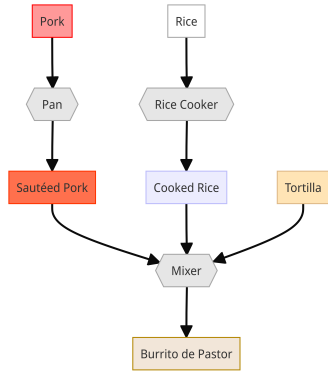 Pork
Rice
Pan
Rice Cooker
Sautéed Pork
Cooked Rice
Tortilla
Mixer
Burrito de Pastor